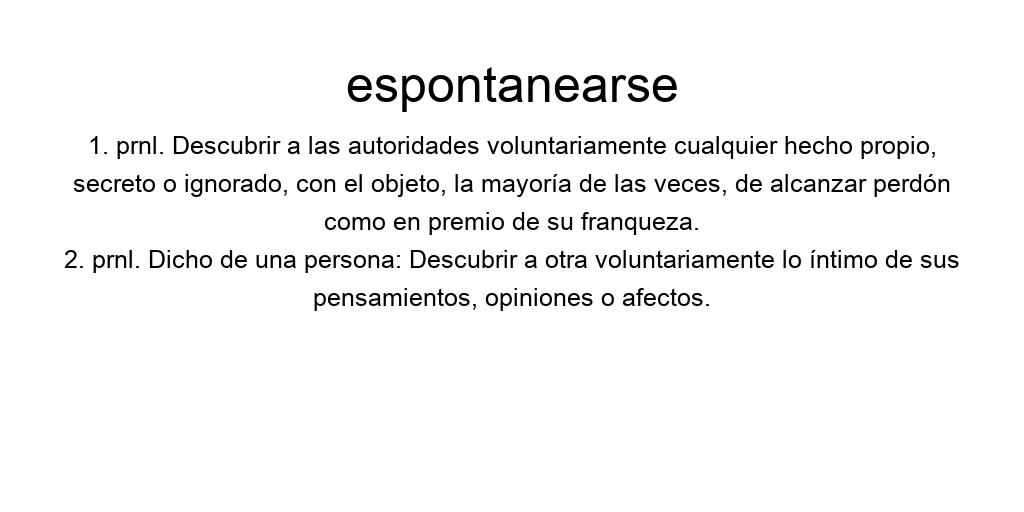 espontanearse
1. prnl. Descubrir a las autoridades voluntariamente cualquier hecho propio,
secreto o ignorado, con el objeto, la mayoría de las veces, de alcanzar perdón
como en premio de su franqueza.
2. prnl. Dicho de una persona: Descubrir a otra voluntariamente lo íntimo de sus
pensamientos, opiniones o afectos.